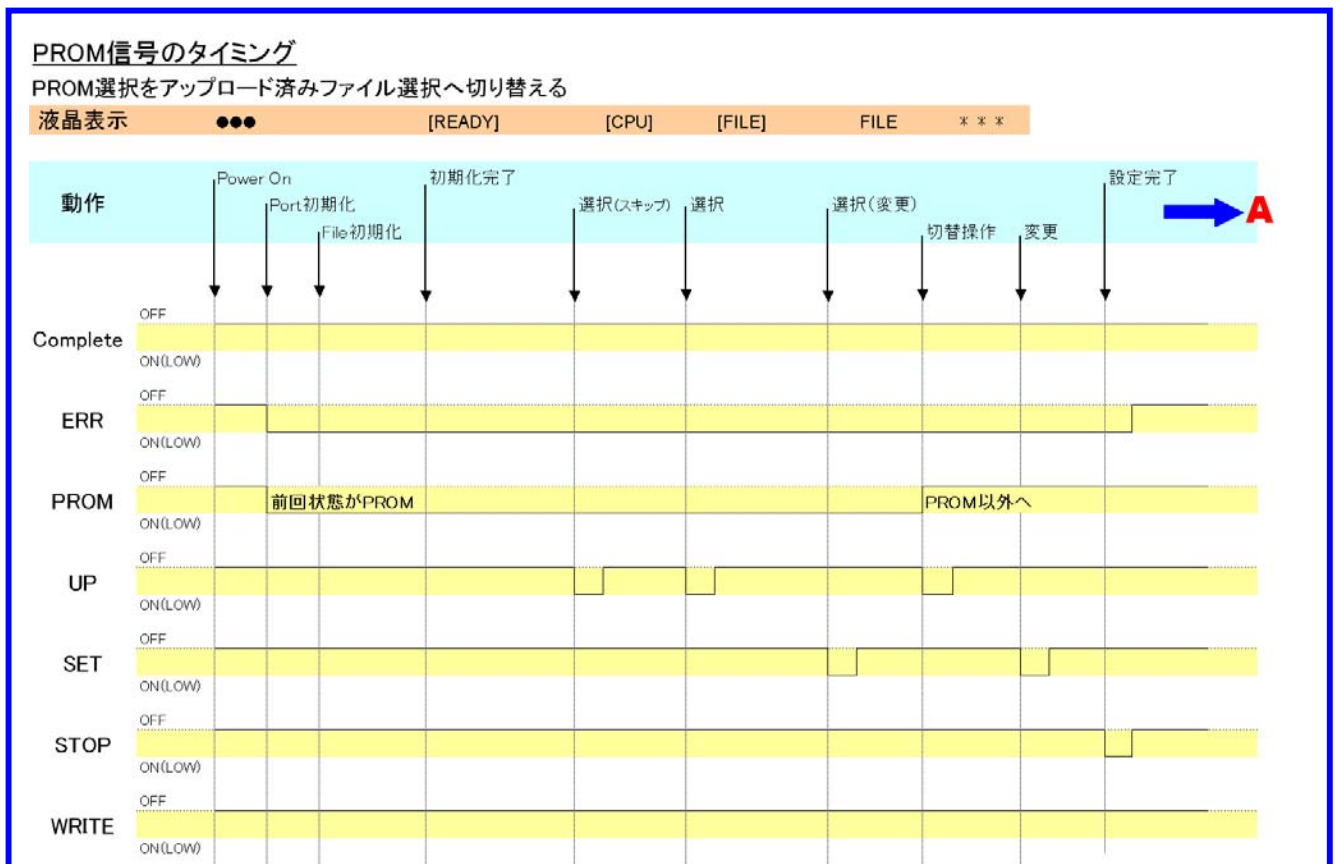 PROM信号のタイミング
PROM選択をアップロード済みファイル選択へ切り替える
液晶表示 ●●● [READY] [CPU] [FILE] FILE ＊＊＊
Power On 初期化完了 設定完了
動作 Port初期化 選択(スキップ) 選択 選択(変更) A
File初期化 切替操作 変更
OFF
Complete
ON(LOW)
OFF
ERR
ON(LOW)
OFF
PROM 前回状態がPROM PROM以外へ
ON(LOW)
OFF
UP
ON(LOW)
OFF
SET
ON(LOW)
OFF
STOP
ON(LOW)
OFF
WRITE
ON(LOW)